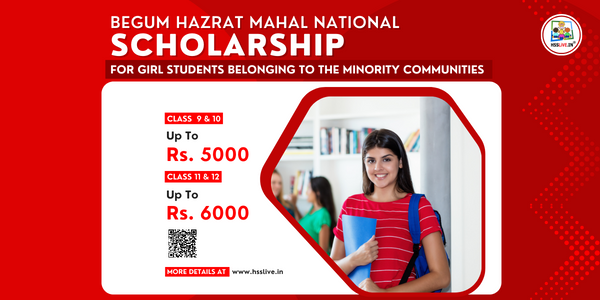 BEGUM HAZRAT MAHAL NATIONAL
SCHOLARSHIP
FOR GIRL STUDENTS BELONGING TO THE MINORITY COMMUNITIES
HSSLIVE.IN
CLASS 9 & 10
Up To
Rs. 5000
CLASS 11 & 12
Up To
Rs. 6000
MORE DETAILS AT www.hsslive.in